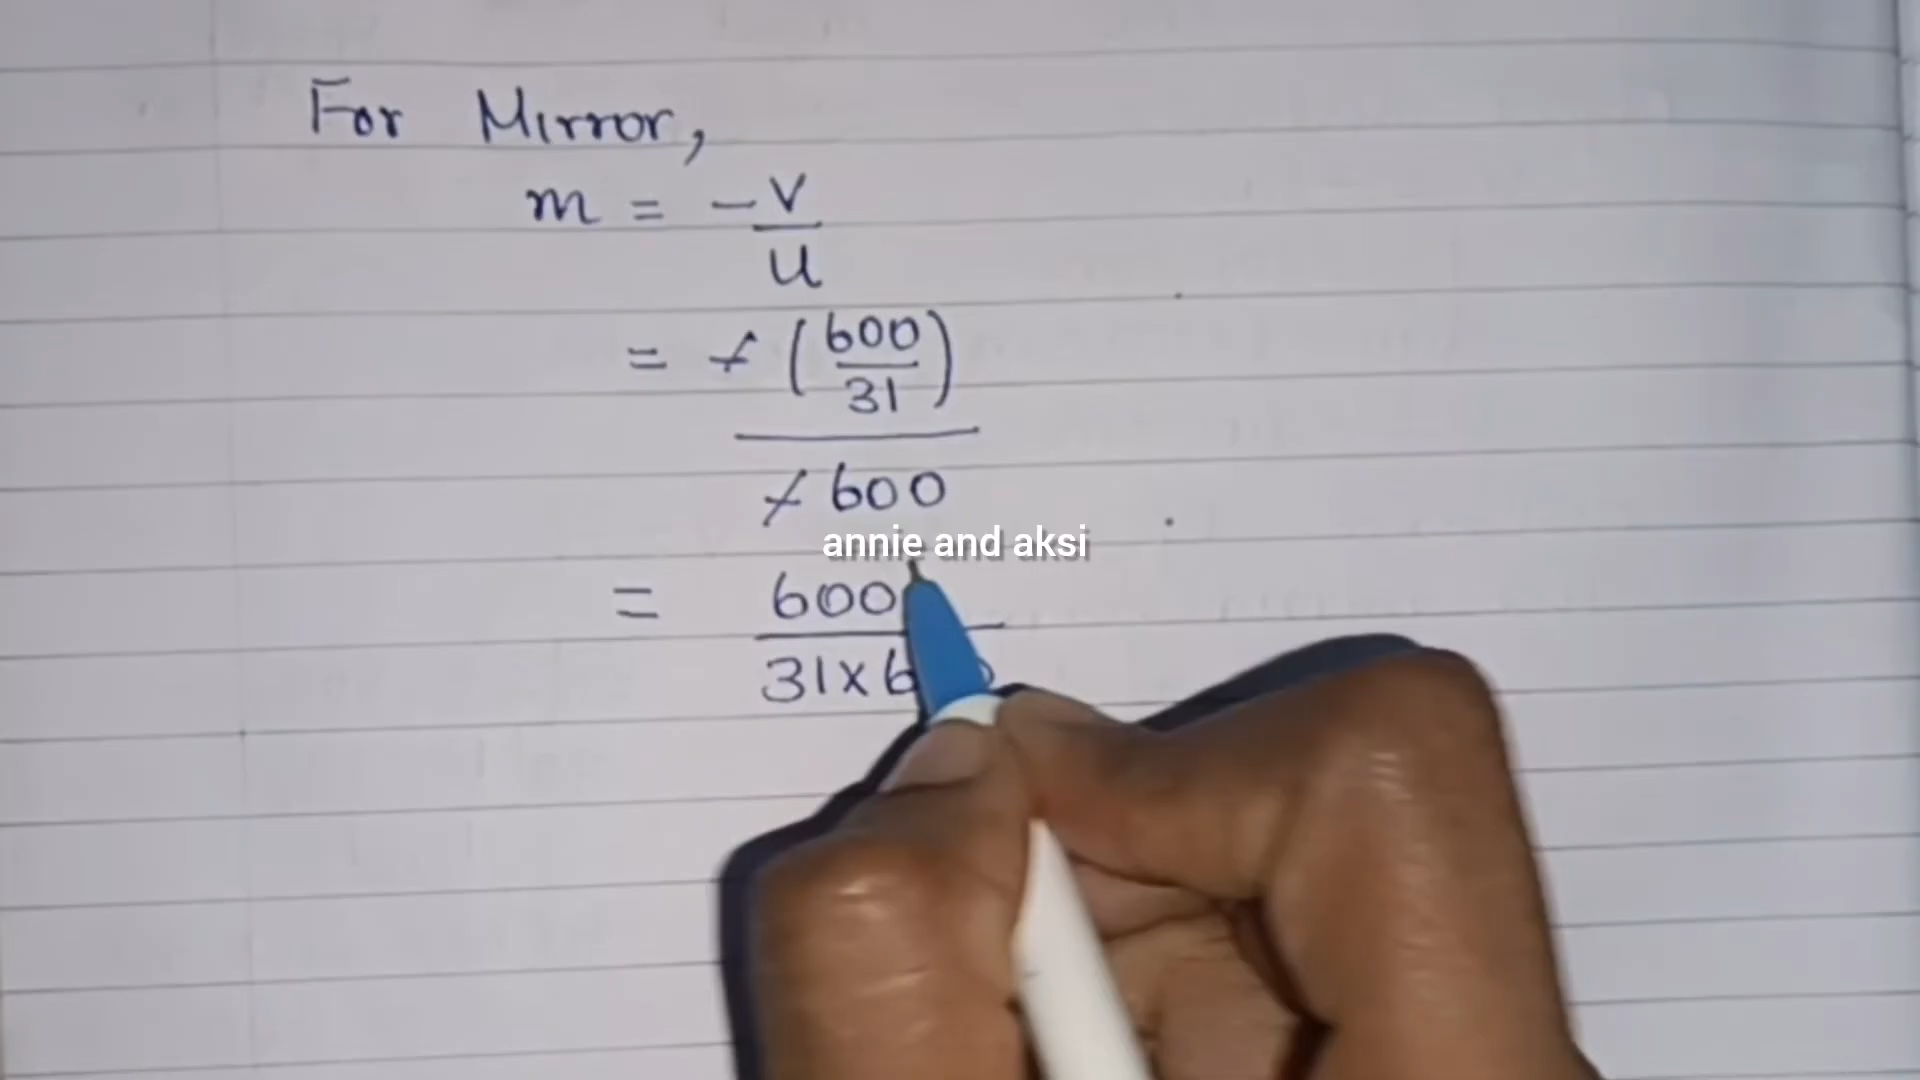 For Mirror,
m = -v/u
= -(600/31)
-600
annie and aksi
= 600
31x6